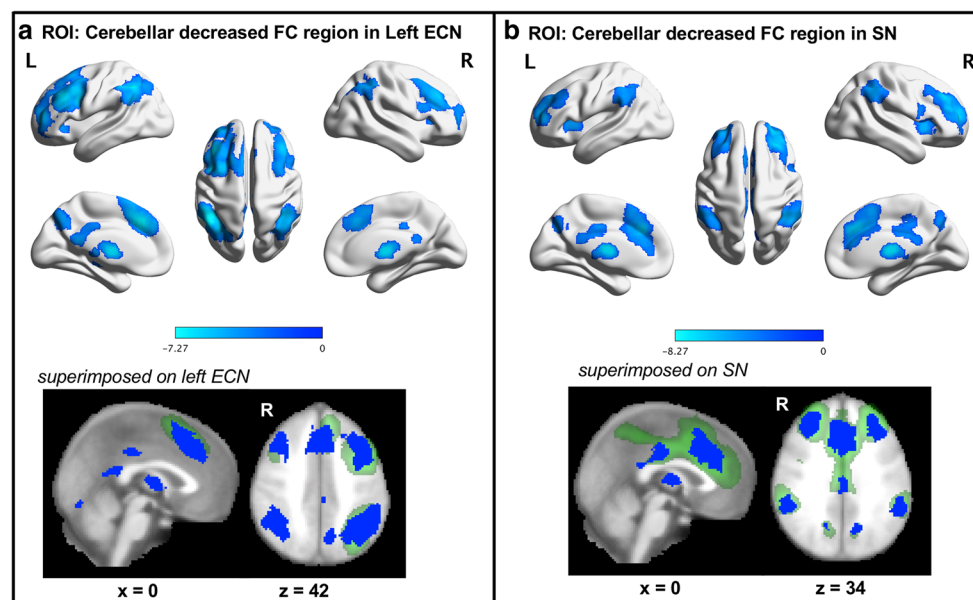 a ROI: Cerebellar decreased FC region in Left ECN
L
R
−7.27
0
superimposed on left ECN
R
x = 0
z = 42
b ROI: Cerebellar decreased FC region in SN
L
R
−8.27
0
superimposed on SN
R
x = 0
z = 34